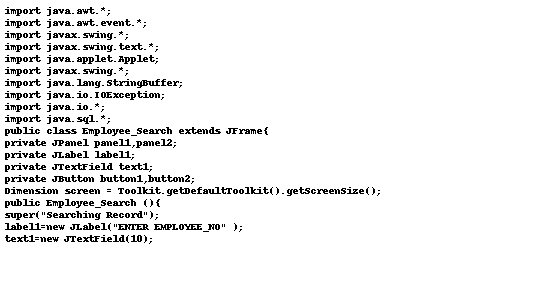 import java.awt.*;
import java.awt.event.*;
import javax.swing.*;
import javax.swing.text.*;
import java.applet.Applet;
import javax.swing.*;
import java.lang.StringBuffer;
import java.io.IOException;
import java.io.*;
import java.sql.*;
public class Employee_Search extends JFrame{
private JPanel panel1,panel2;
private JLabel label1;
private JTextField text1;
private JButton button1,button2;
Dimension screen = Toolkit.getDefaultToolkit().getScreenSize();
public Employee_Search (){
super("Searching Record");
label1=new JLabel("ENTER EMPLOYEE_NO" );
text1=new JTextField(10);